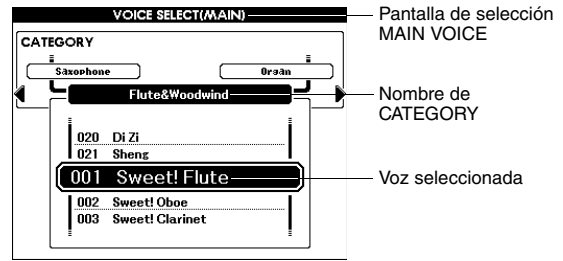 VOICE SELECT(MAIN)
Pantalla de selección
MAIN VOICE
CATEGORY
Saxophone
Organ
Flute&Woodwind
Nombre de
CATEGORY
020 Di Zi
021 Sheng
001 Sweet! Flute
Voz seleccionada
002 Sweet! Oboe
003 Sweet! Clarinet